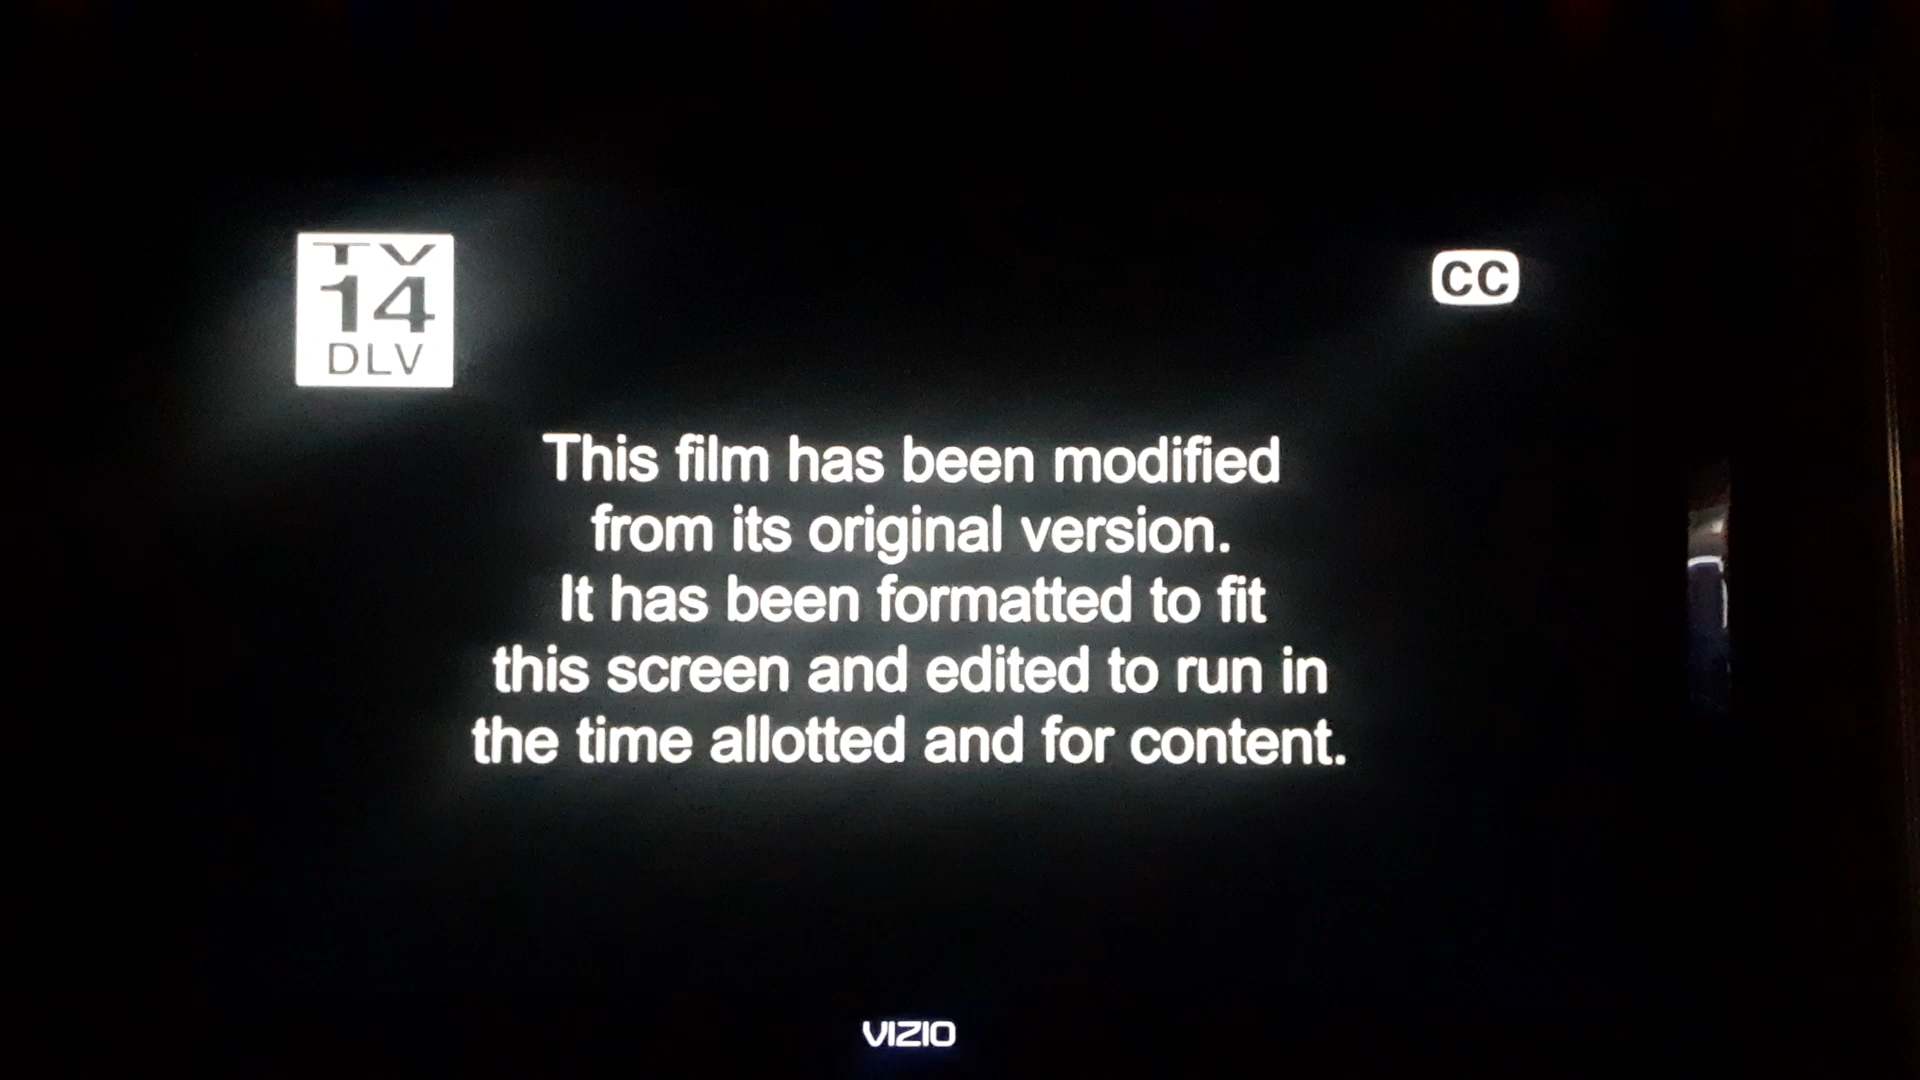 TV
14
DLV
CC
This film has been modified
from its original version.
It has been formatted to fit
this screen and edited to run in
the time allotted and for content.
VIZIO